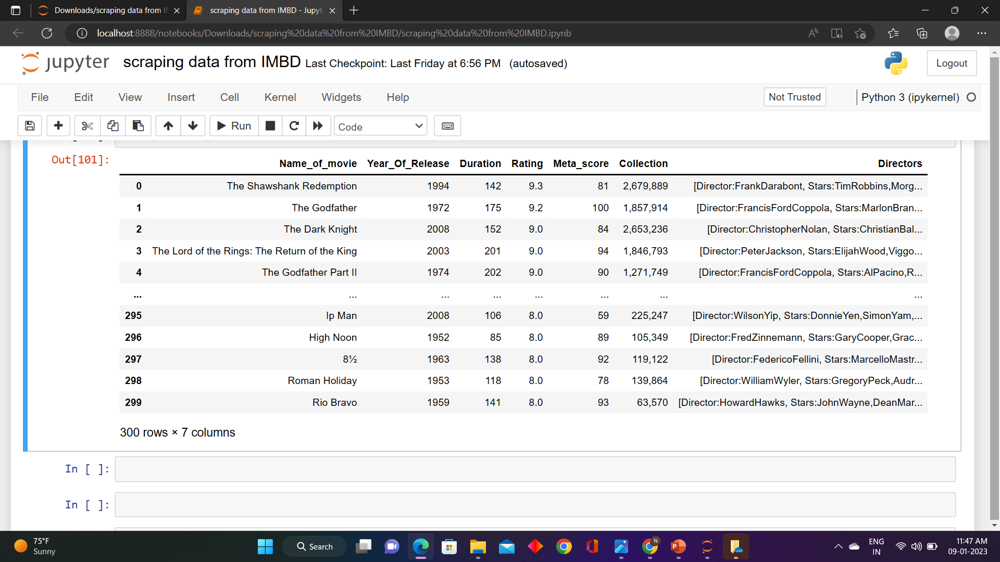 Downloads/scraping data from I
scraping data from IMBD - Jupyt
localhost:8888/notebooks/Downloads/scraping%20data%20from%20IMBD/scraping%20data%20from%20IMBD.ipynb
jupyter scraping data from IMBD Last Checkpoint: Last Friday at 6:56 PM (autosaved) Logout
File Edit View Insert Cell Kernel Widgets Help Not Trusted Python 3 (ipykernel)
Run Code
Out[101]:
Name_of_movie Year_Of_Release Duration Rating Meta_score Collection Directors
0 The Shawshank Redemption 1994 142 9.3 81 2,679,889 [Director:FrankDarabont, Stars:TimRobbins,Morg...
1 The Godfather 1972 175 9.2 100 1,857,914 [Director:FrancisFordCoppola, Stars:MarlonBran...
2 The Dark Knight 2008 152 9.0 84 2,653,236 [Director:ChristopherNolan, Stars:ChristianBal...
3 The Lord of the Rings: The Return of the King 2003 201 9.0 94 1,846,793 [Director:PeterJackson, Stars:ElijahWood,Viggo...
4 The Godfather Part II 1974 202 9.0 90 1,271,749 [Director:FrancisFordCoppola, Stars:AlPacino,R...
... ... ... ... ... ... ... ...
295 Ip Man 2008 106 8.0 59 225,247 [Director:WilsonYip, Stars:DonnieYen,SimonYam,...
296 High Noon 1952 85 8.0 89 105,349 [Director:FredZinnemann, Stars:GaryCooper,Grac...
297 8½ 1963 138 8.0 92 119,122 [Director:FedericoFellini, Stars:MarcelloMastr...
298 Roman Holiday 1953 118 8.0 78 139,864 [Director:WilliamWyler, Stars:GregoryPeck,Audr...
299 Rio Bravo 1959 141 8.0 93 63,570 [Director:HowardHawks, Stars:JohnWayne,DeanMar...
300 rows × 7 columns
In [ ]:
In [ ]:
75°F
Sunny
Search
N
P
ENG
IN
11:47 AM
09-01-2023